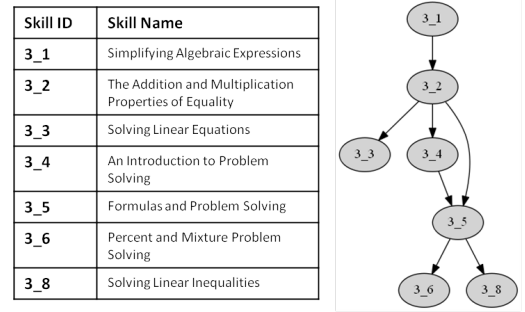 Skill ID Skill Name
3_1 Simplifying Algebraic Expressions
3_2 The Addition and Multiplication
Properties of Equality
3_3 Solving Linear Equations
3_4 An Introduction to Problem
Solving
3_5 Formulas and Problem Solving
3_6 Percent and Mixture Problem
Solving
3_8 Solving Linear Inequalities
3_1
3_2
3_3 3_4
3_5
3_6 3_8